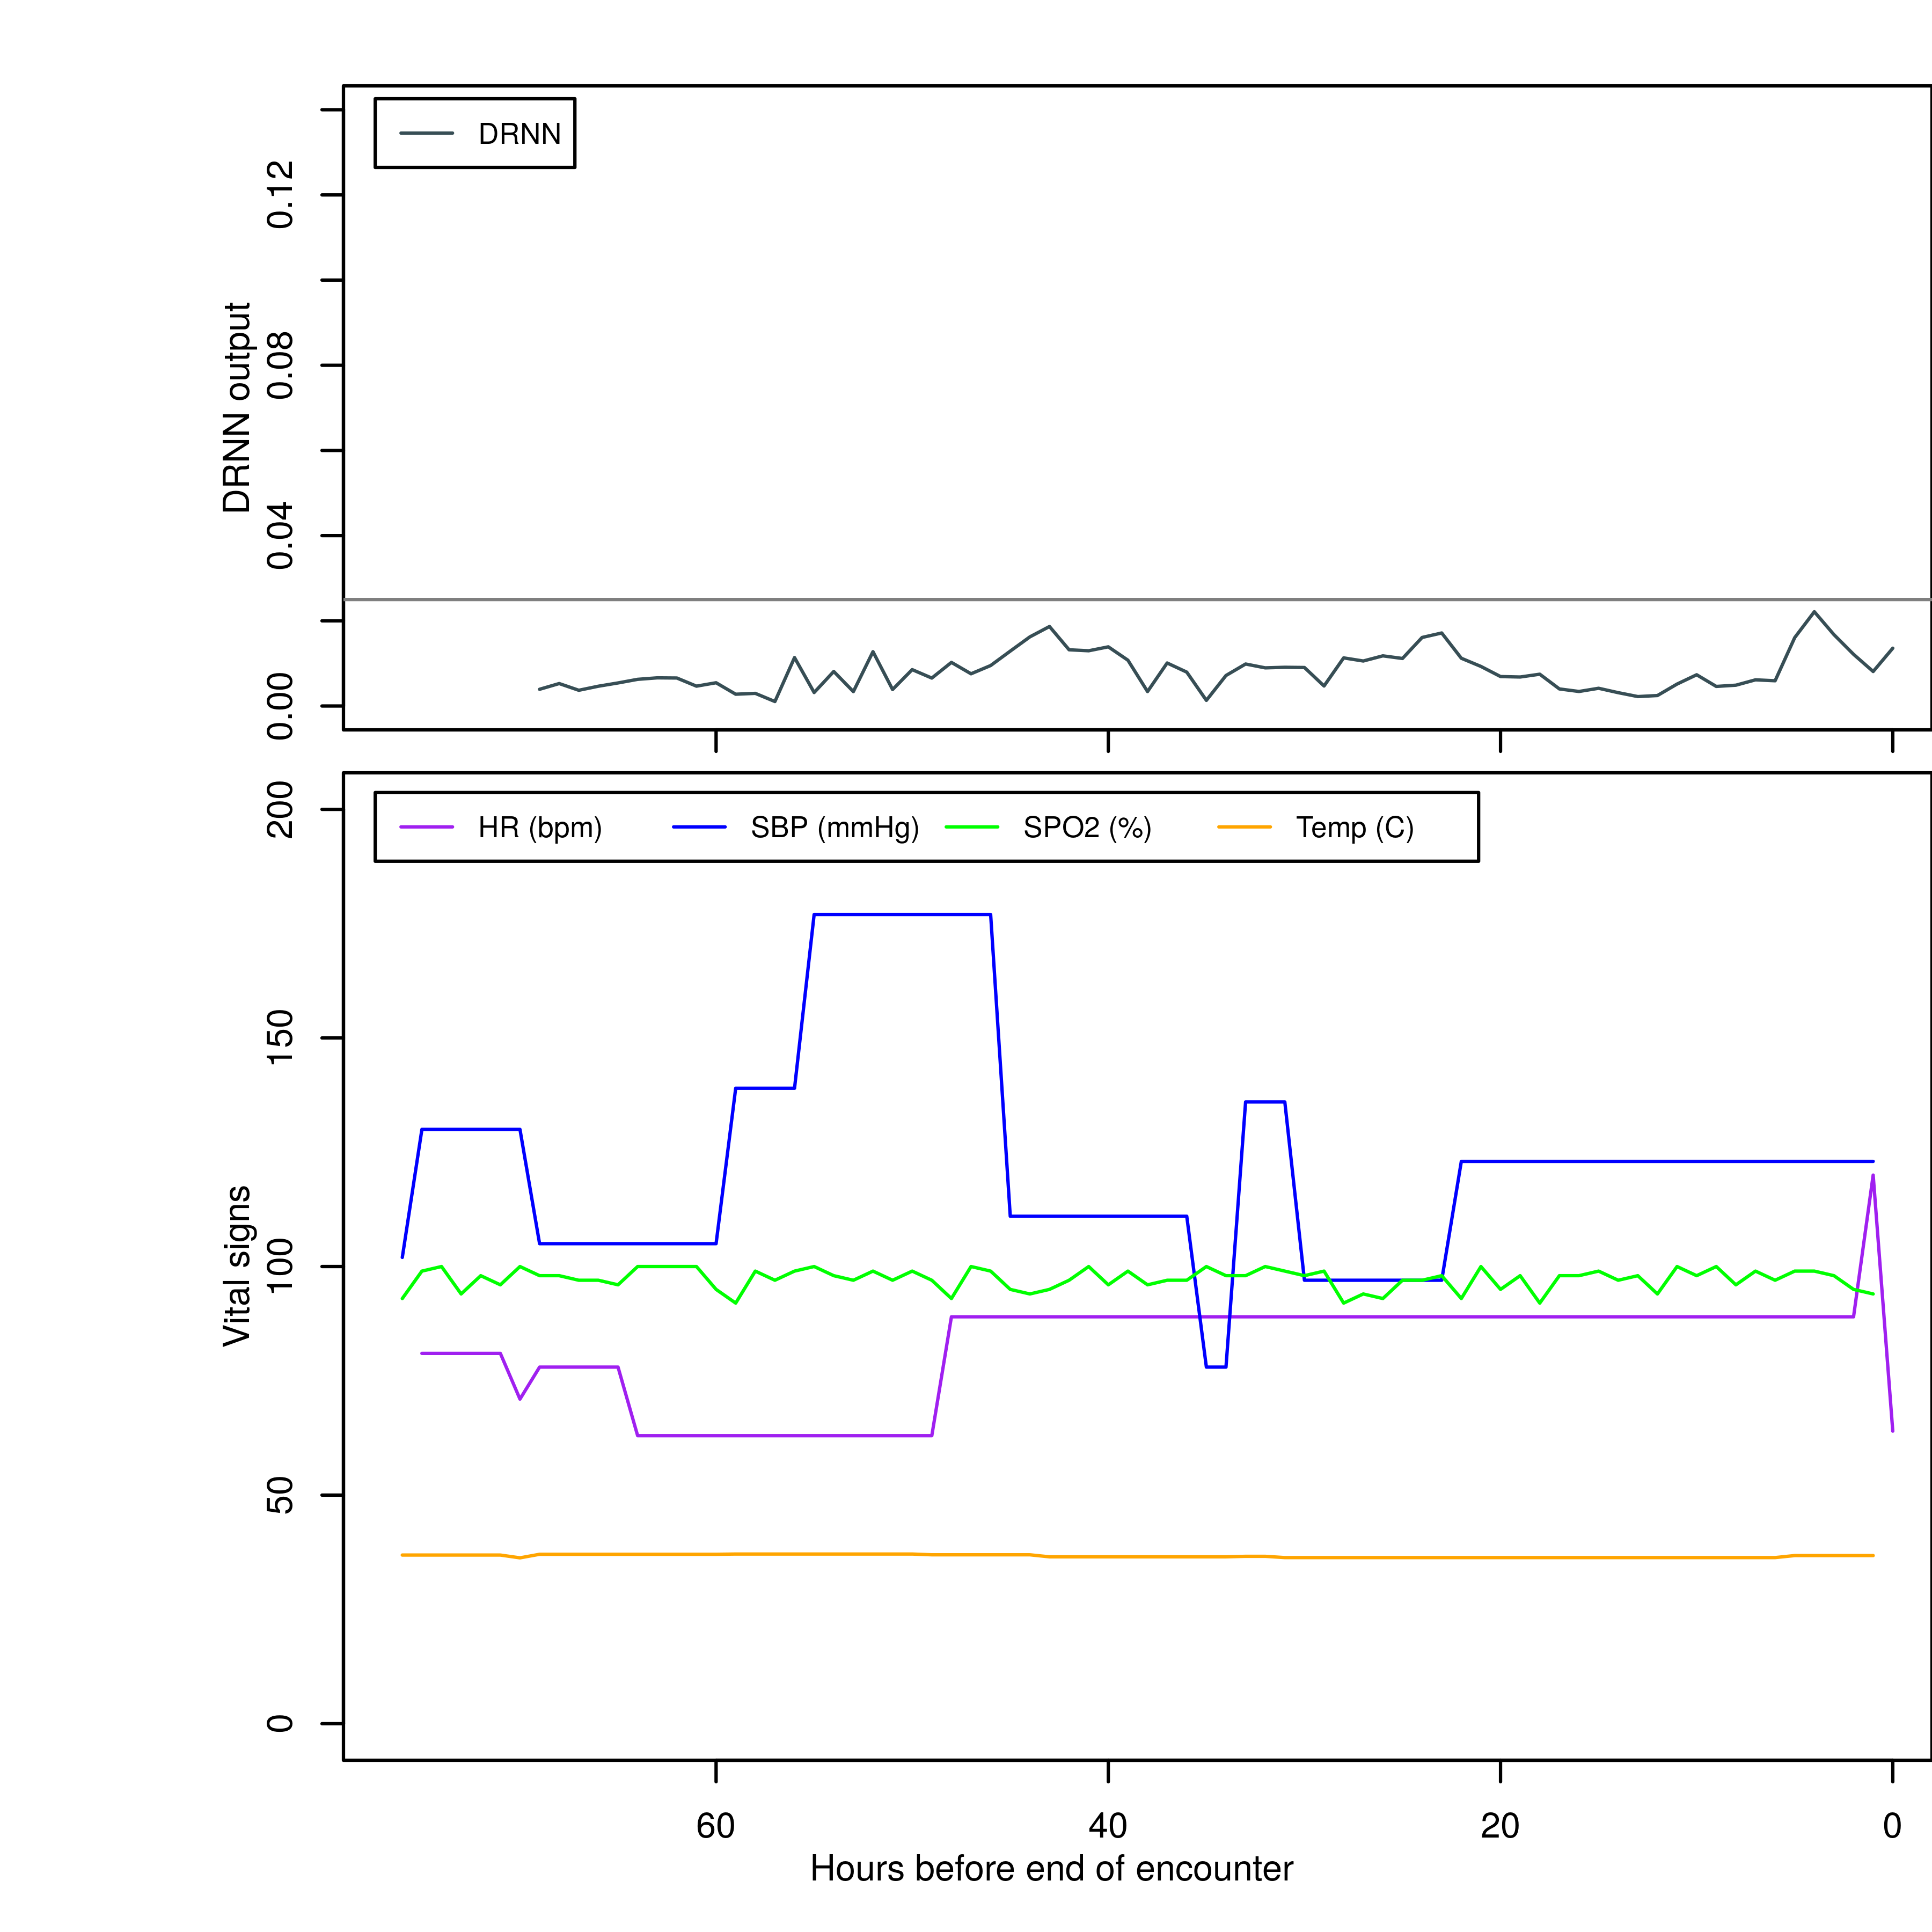 DRNN
0.12
0.08
0.04
0.00
DRNN output
HR (bpm) SBP (mmHg) SPO2 (%) Temp (C)
200
150
100
50
0
Vital signs
60 40 20 0
Hours before end of encounter